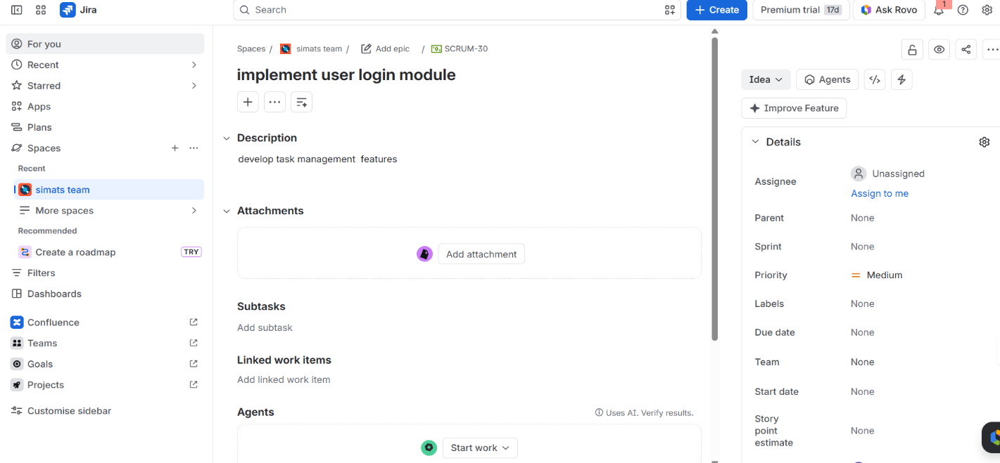 Jira
Search
+ Create
Premium trial 17d
Ask Rovo
1
For you
Recent
Starred
Apps
Plans
Spaces
Recent
simats team
More spaces
Recommended
Create a roadmap TRY
Filters
Dashboards
Confluence
Teams
Goals
Projects
Customise sidebar
Spaces / simats team / Add epic / SCRUM-30
implement user login module
Description
develop task management features
Attachments
Add attachment
Subtasks
Add subtask
Linked work items
Add linked work item
Agents
Uses AI. Verify results.
Start work
Idea
Agents
Improve Feature
Details
Assignee
Unassigned
Assign to me
Parent None
Sprint None
Priority Medium
Labels None
Due date None
Team None
Start date None
Story
point
estimate
None